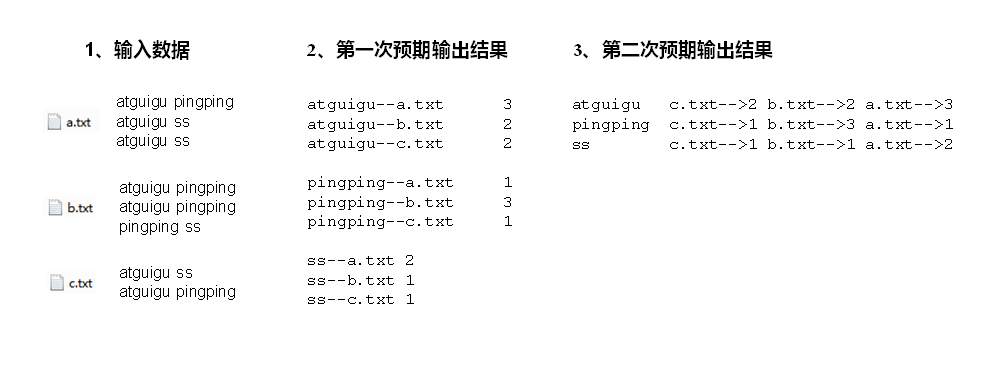 1、输入数据
2、第一次预期输出结果
3、第二次预期输出结果
a.txt
atguigu pingping
atguigu ss
atguigu ss
b.txt
atguigu pingping
atguigu pingping
pingping ss
c.txt
atguigu ss
atguigu pingping
atguigu--a.txt 3
atguigu--b.txt 2
atguigu--c.txt 2
pingping--a.txt 1
pingping--b.txt 3
pingping--c.txt 1
ss--a.txt 2
ss--b.txt 1
ss--c.txt 1
atguigu c.txt-->2 b.txt-->2 a.txt-->3
pingping c.txt-->1 b.txt-->3 a.txt-->1
ss c.txt-->1 b.txt-->1 a.txt-->2